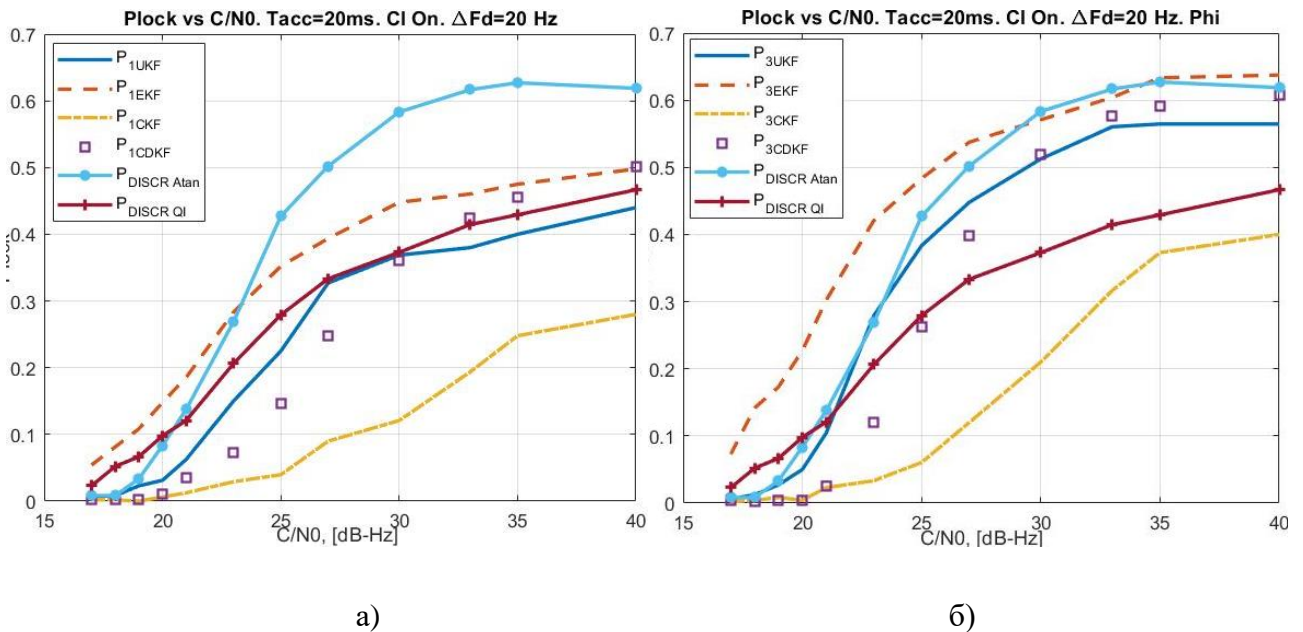 Plock vs C/N0. Tacc=20ms. Cl On. ΔFd=20 Hz
0.7
0.6
0.5
0.4
0.3
0.2
0.1
0
P1UKF
P1EKF
P1CKF
P1CDKF
PDISCR Atan
PDISCR QI
15
20
25
30
35
40
C/N0, [dB-Hz]
а)
Plock vs C/N0. Tacc=20ms. Cl On. ΔFd=20 Hz. Phi
0.7
0.6
0.5
0.4
0.3
0.2
0.1
0
P3UKF
P3EKF
P3CKF
P3CDKF
PDISCR Atan
PDISCR QI
15
20
25
30
35
40
C/N0, [dB-Hz]
б)